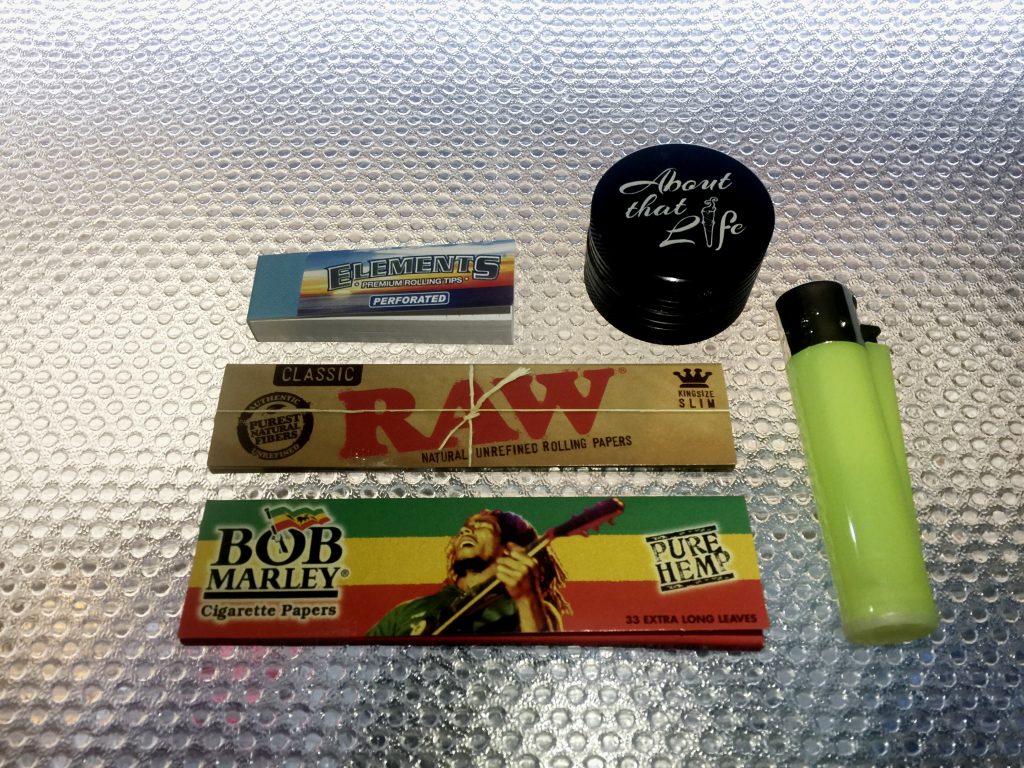 About
that
Life
ELEMENTS
• PREMIUM ROLLING TIPS •
PERFORATED
CLASSIC
AUTHENTIC
PUREST
NATURAL
FIBERS
UNREFINED
RAW®
NATURAL UNREFINED ROLLING PAPERS
KINGSIZE
SLIM
BOB
MARLEY®
Cigarette Papers
PURE
HEMP
33 EXTRA LONG LEAVES